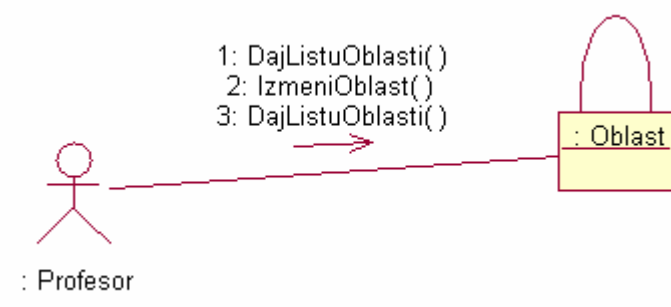 1: DajListuOblasti( )
2: IzmeniOblast( )
3: DajListuOblasti( )
: Oblast
: Profesor